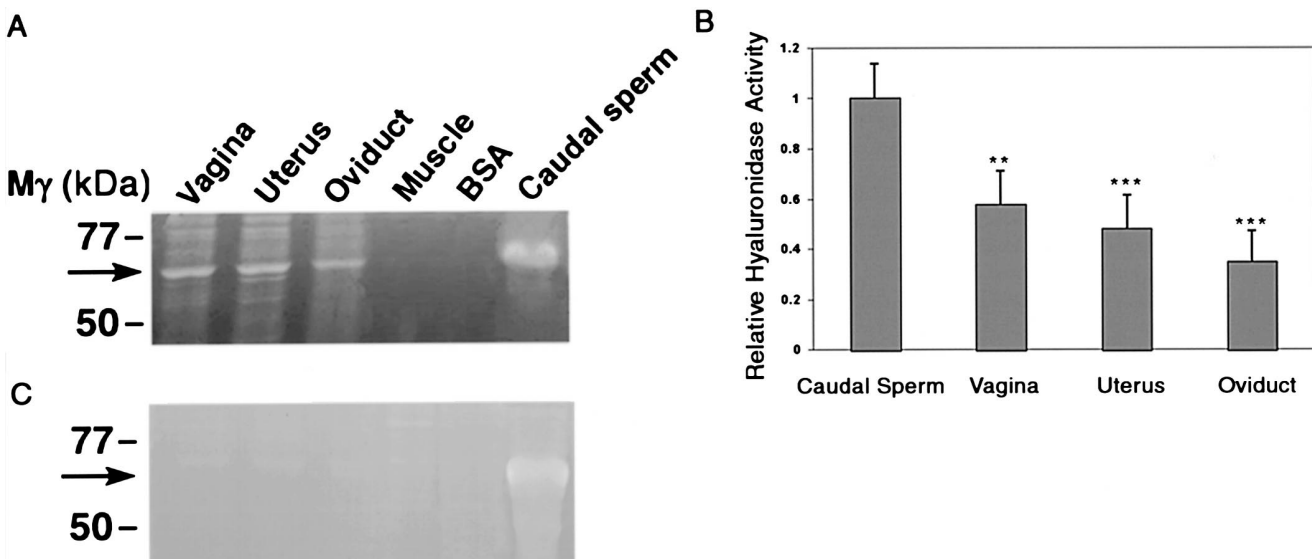 A
Vagina
Uterus
Oviduct
Muscle
BSA
Caudal sperm
Mγ (kDa)
77
50
B
Relative Hyaluronidase Activity
1.2
1
0.8
0.6
0.4
0.2
0
**
***
***
Caudal Sperm
Vagina
Uterus
Oviduct
C
77
50